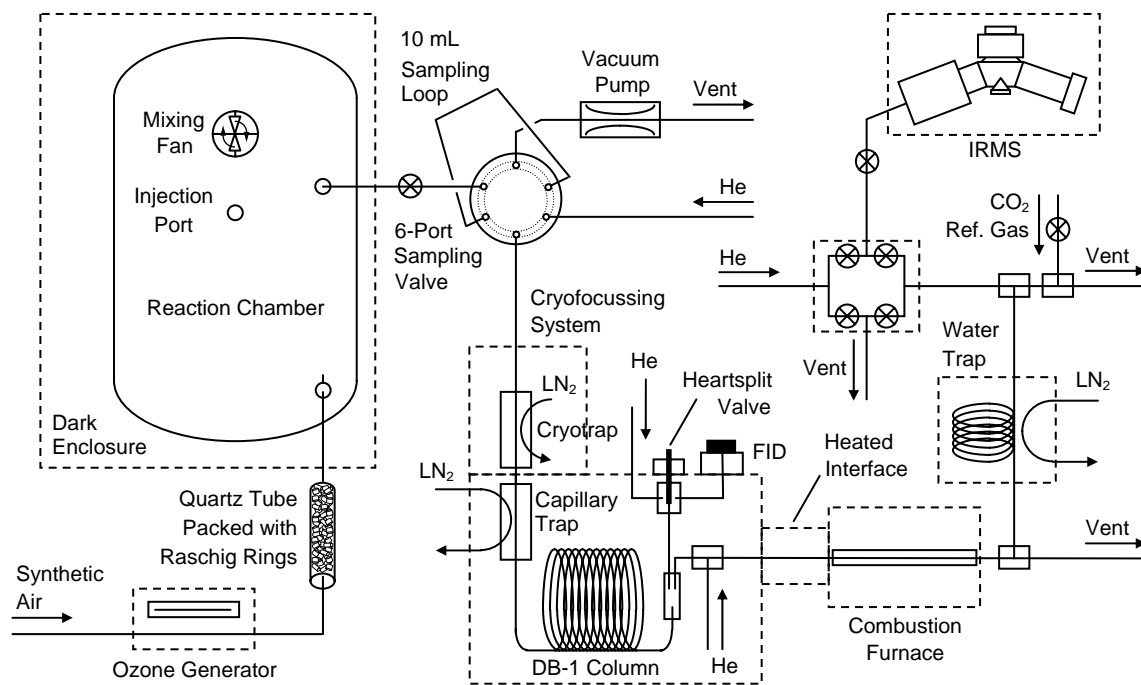 10 mL
Sampling
Loop
Vacuum
Pump
Vent
Mixing
Fan
IRMS
Injection
Port
He
CO2
Ref. Gas
6-Port
Sampling
Valve
He
Vent
Reaction Chamber
Cryofocussing
System
Water
Trap
Vent
He
Heartsplit
Valve
LN2
LN2
Cryotrap
Dark
Enclosure
FID
Heated
Interface
LN2
Capillary
Trap
Quartz Tube
Packed with
Raschig Rings
Vent
Synthetic
Air
Combustion
Furnace
Ozone Generator
DB-1 Column
He